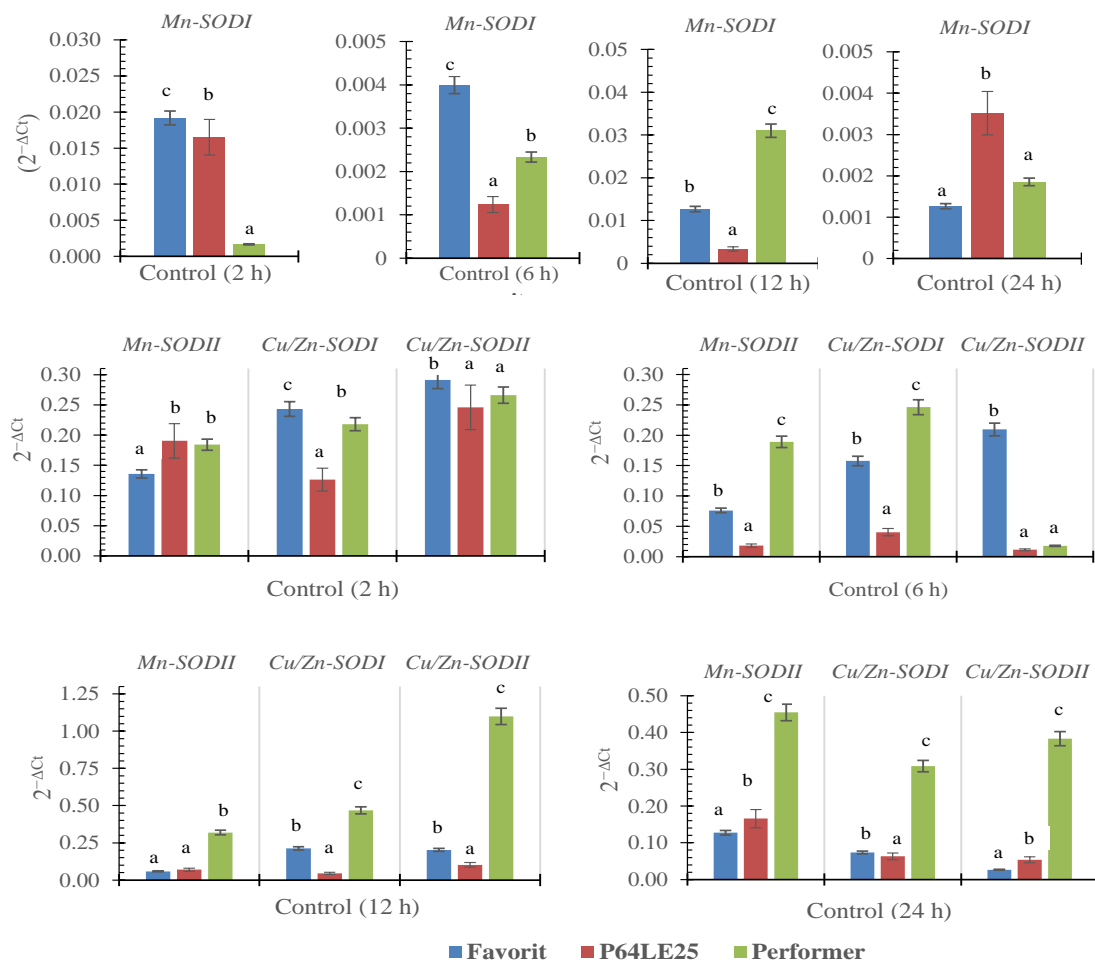 Mn-SODI Mn-SODI Mn-SODI Mn-SODI
(2−ΔCt)
0.030
0.025
0.020
0.015
0.010
0.005
0.000
c b a
Control (2 h)
0.005
0.004
0.003
0.002
0.001
0
c a b
Control (6 h)
0.05
0.04
0.03
0.02
0.01
0
b a c
Control (12 h)
0.005
0.004
0.003
0.002
0.001
0
a b a
Control (24 h)
Mn-SODII Cu/Zn-SODI Cu/Zn-SODII
2−ΔCt
0.30
0.25
0.20
0.15
0.10
0.05
0.00
a b b c a b b a a
Control (2 h)
Mn-SODII Cu/Zn-SODI Cu/Zn-SODII
2−ΔCt
0.30
0.25
0.20
0.15
0.10
0.05
0.00
b a c b a c b a a
Control (6 h)
Mn-SODII Cu/Zn-SODI Cu/Zn-SODII
2−ΔCt
1.25
1.00
0.75
0.50
0.25
0.00
a a b b a c b a c
Control (12 h)
Mn-SODII Cu/Zn-SODI Cu/Zn-SODII
2−ΔCt
0.50
0.40
0.30
0.20
0.10
0.00
a b c b a c a b c
Control (24 h)
Favorit P64LE25 Performer